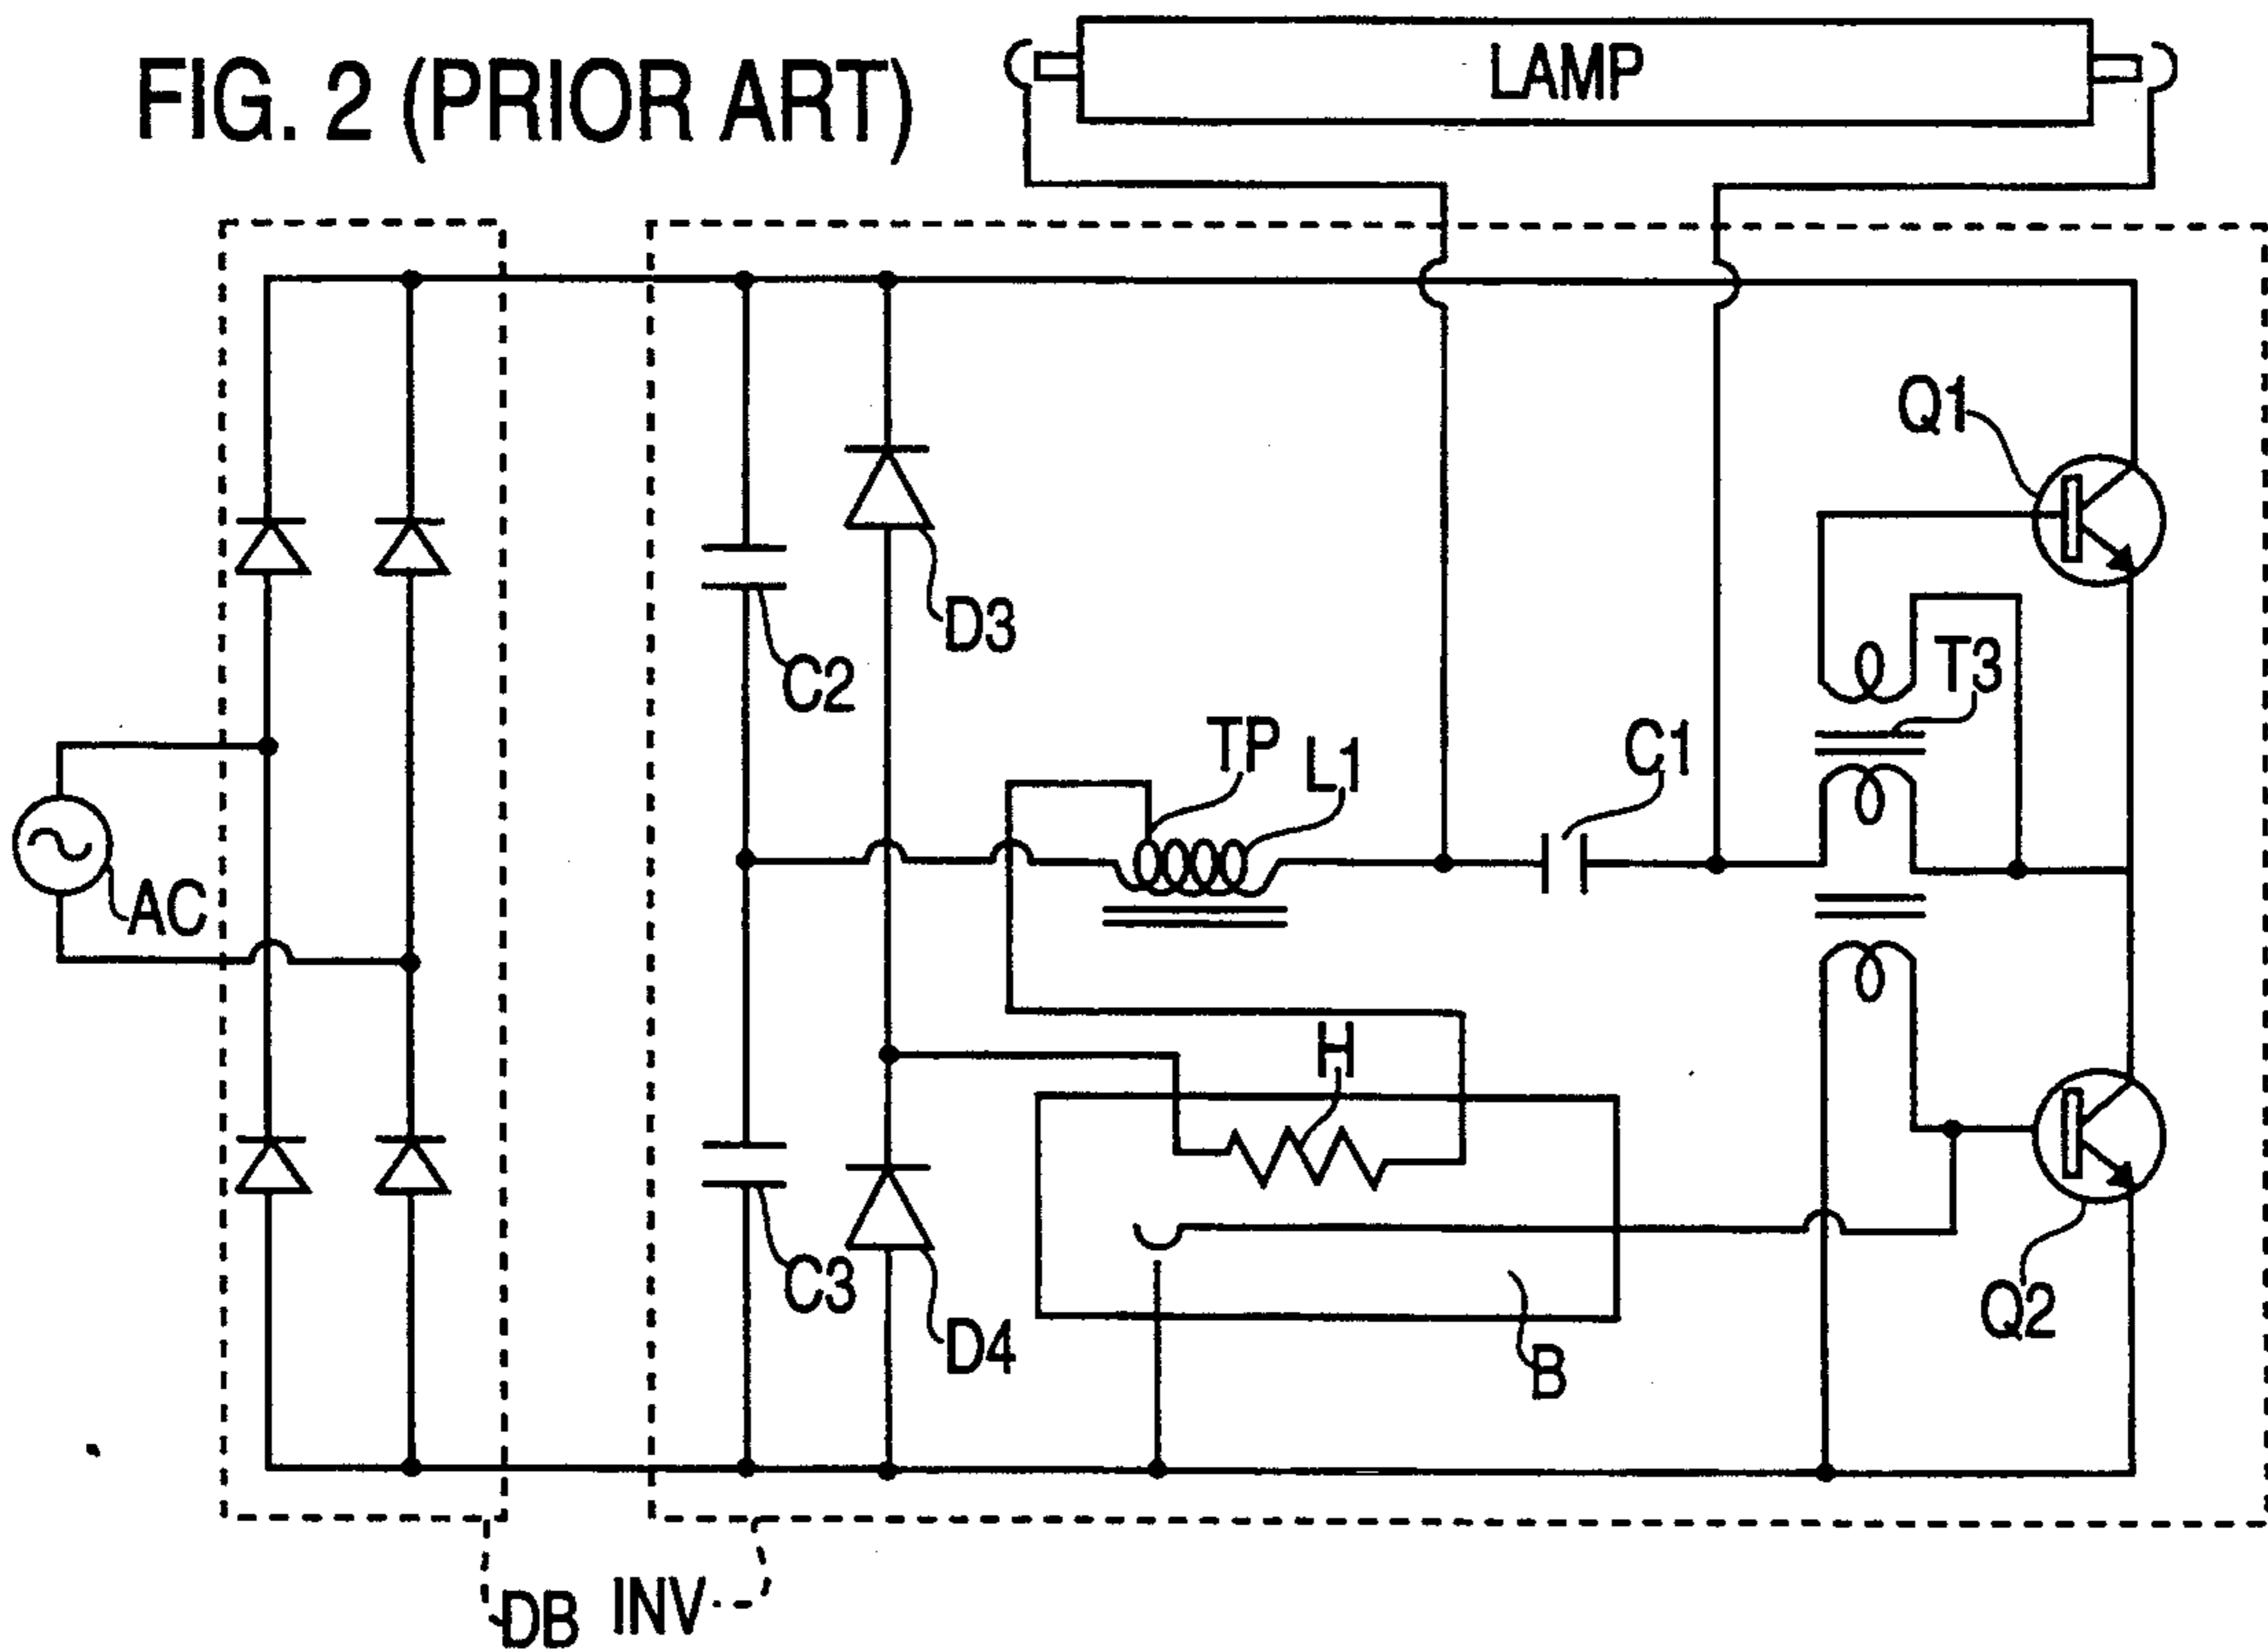 FIG. 2 (PRIOR ART)
LAMP
Q1
D3
T3
C2
TP
L1
C1
AC
H
C3
D4
B
Q2
DB
INV